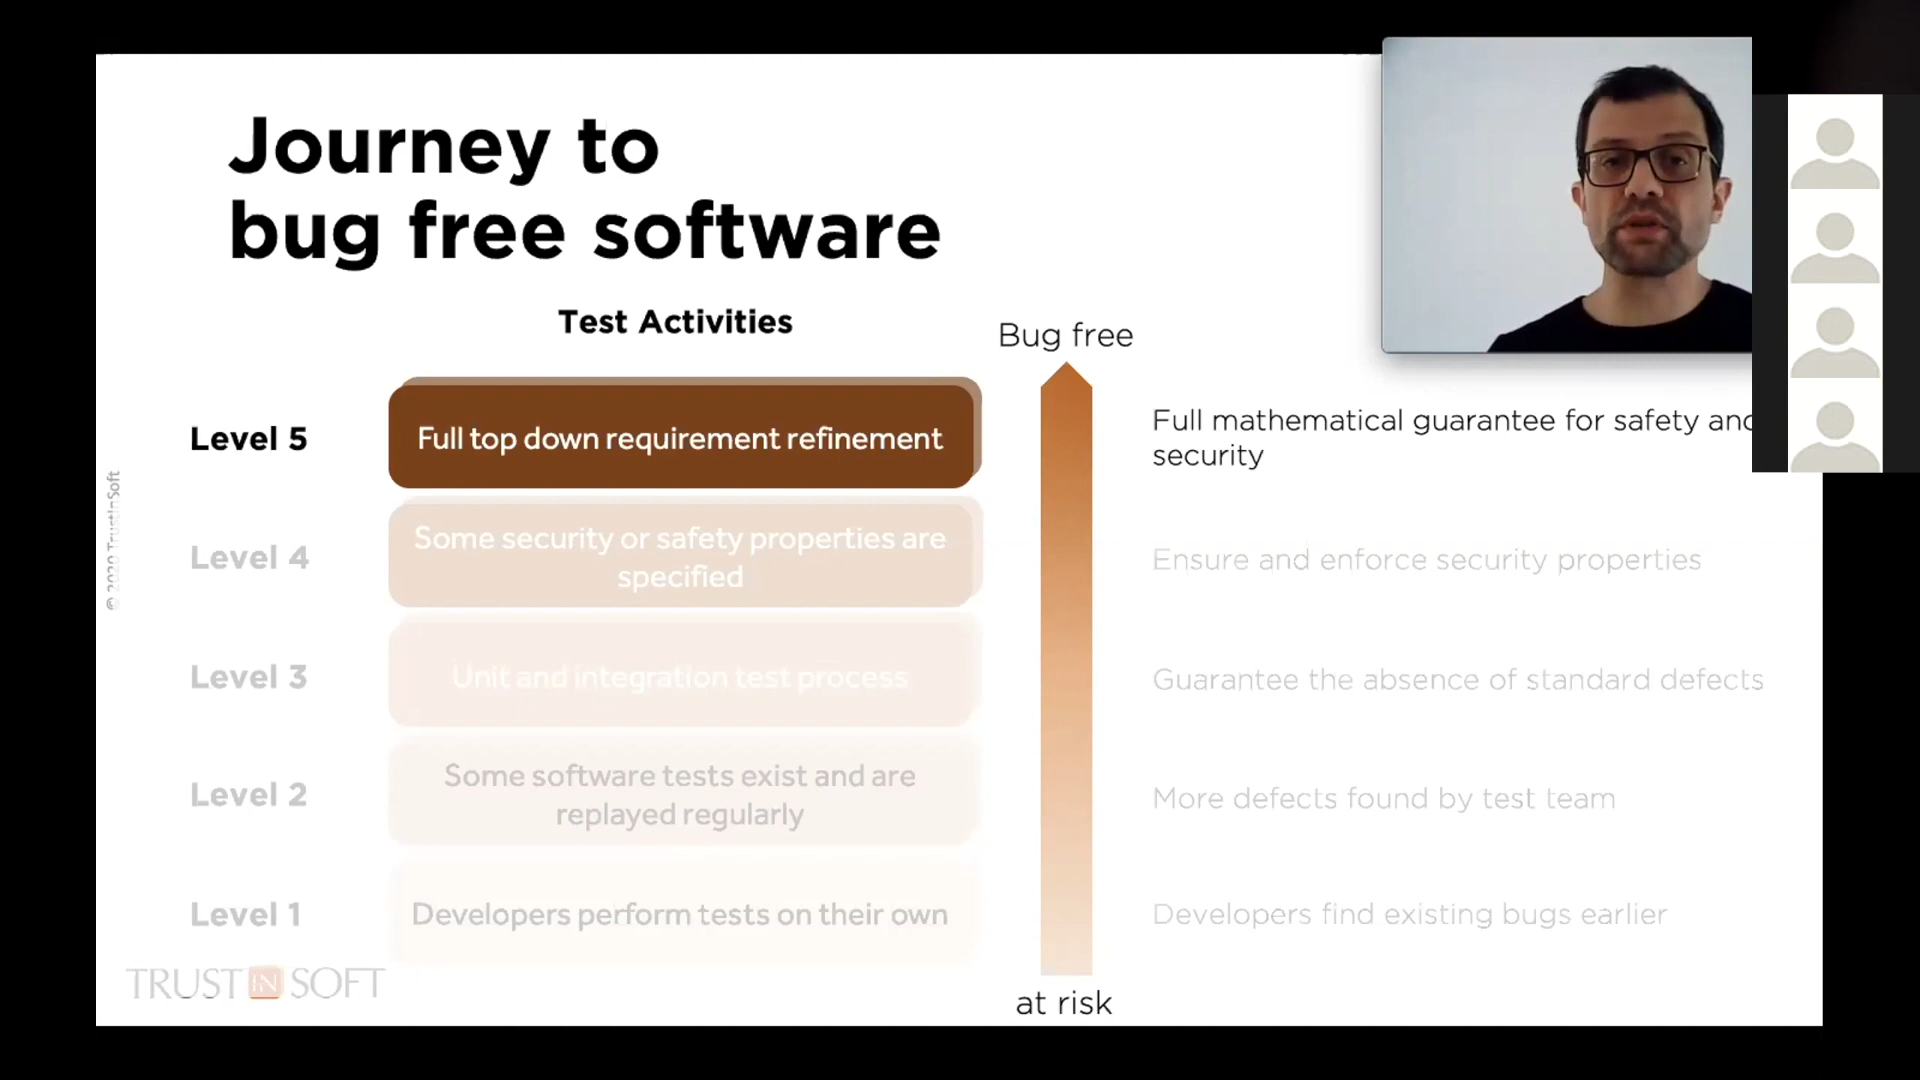 Journey to
bug free software
Test Activities
Bug free
Level 5
Full top down requirement refinement
Full mathematical guarantee for safety and
security
Level 4
Some security or safety properties are
specified
Ensure and enforce security properties
Level 3
Unit and integration test process
Guarantee the absence of standard defects
Level 2
Some software tests exist and are
replayed regularly
More defects found by test team
Level 1
Developers perform tests on their own
Developers find existing bugs earlier
at risk
TRUST IN SOFT
© 2020 TrustInSoft